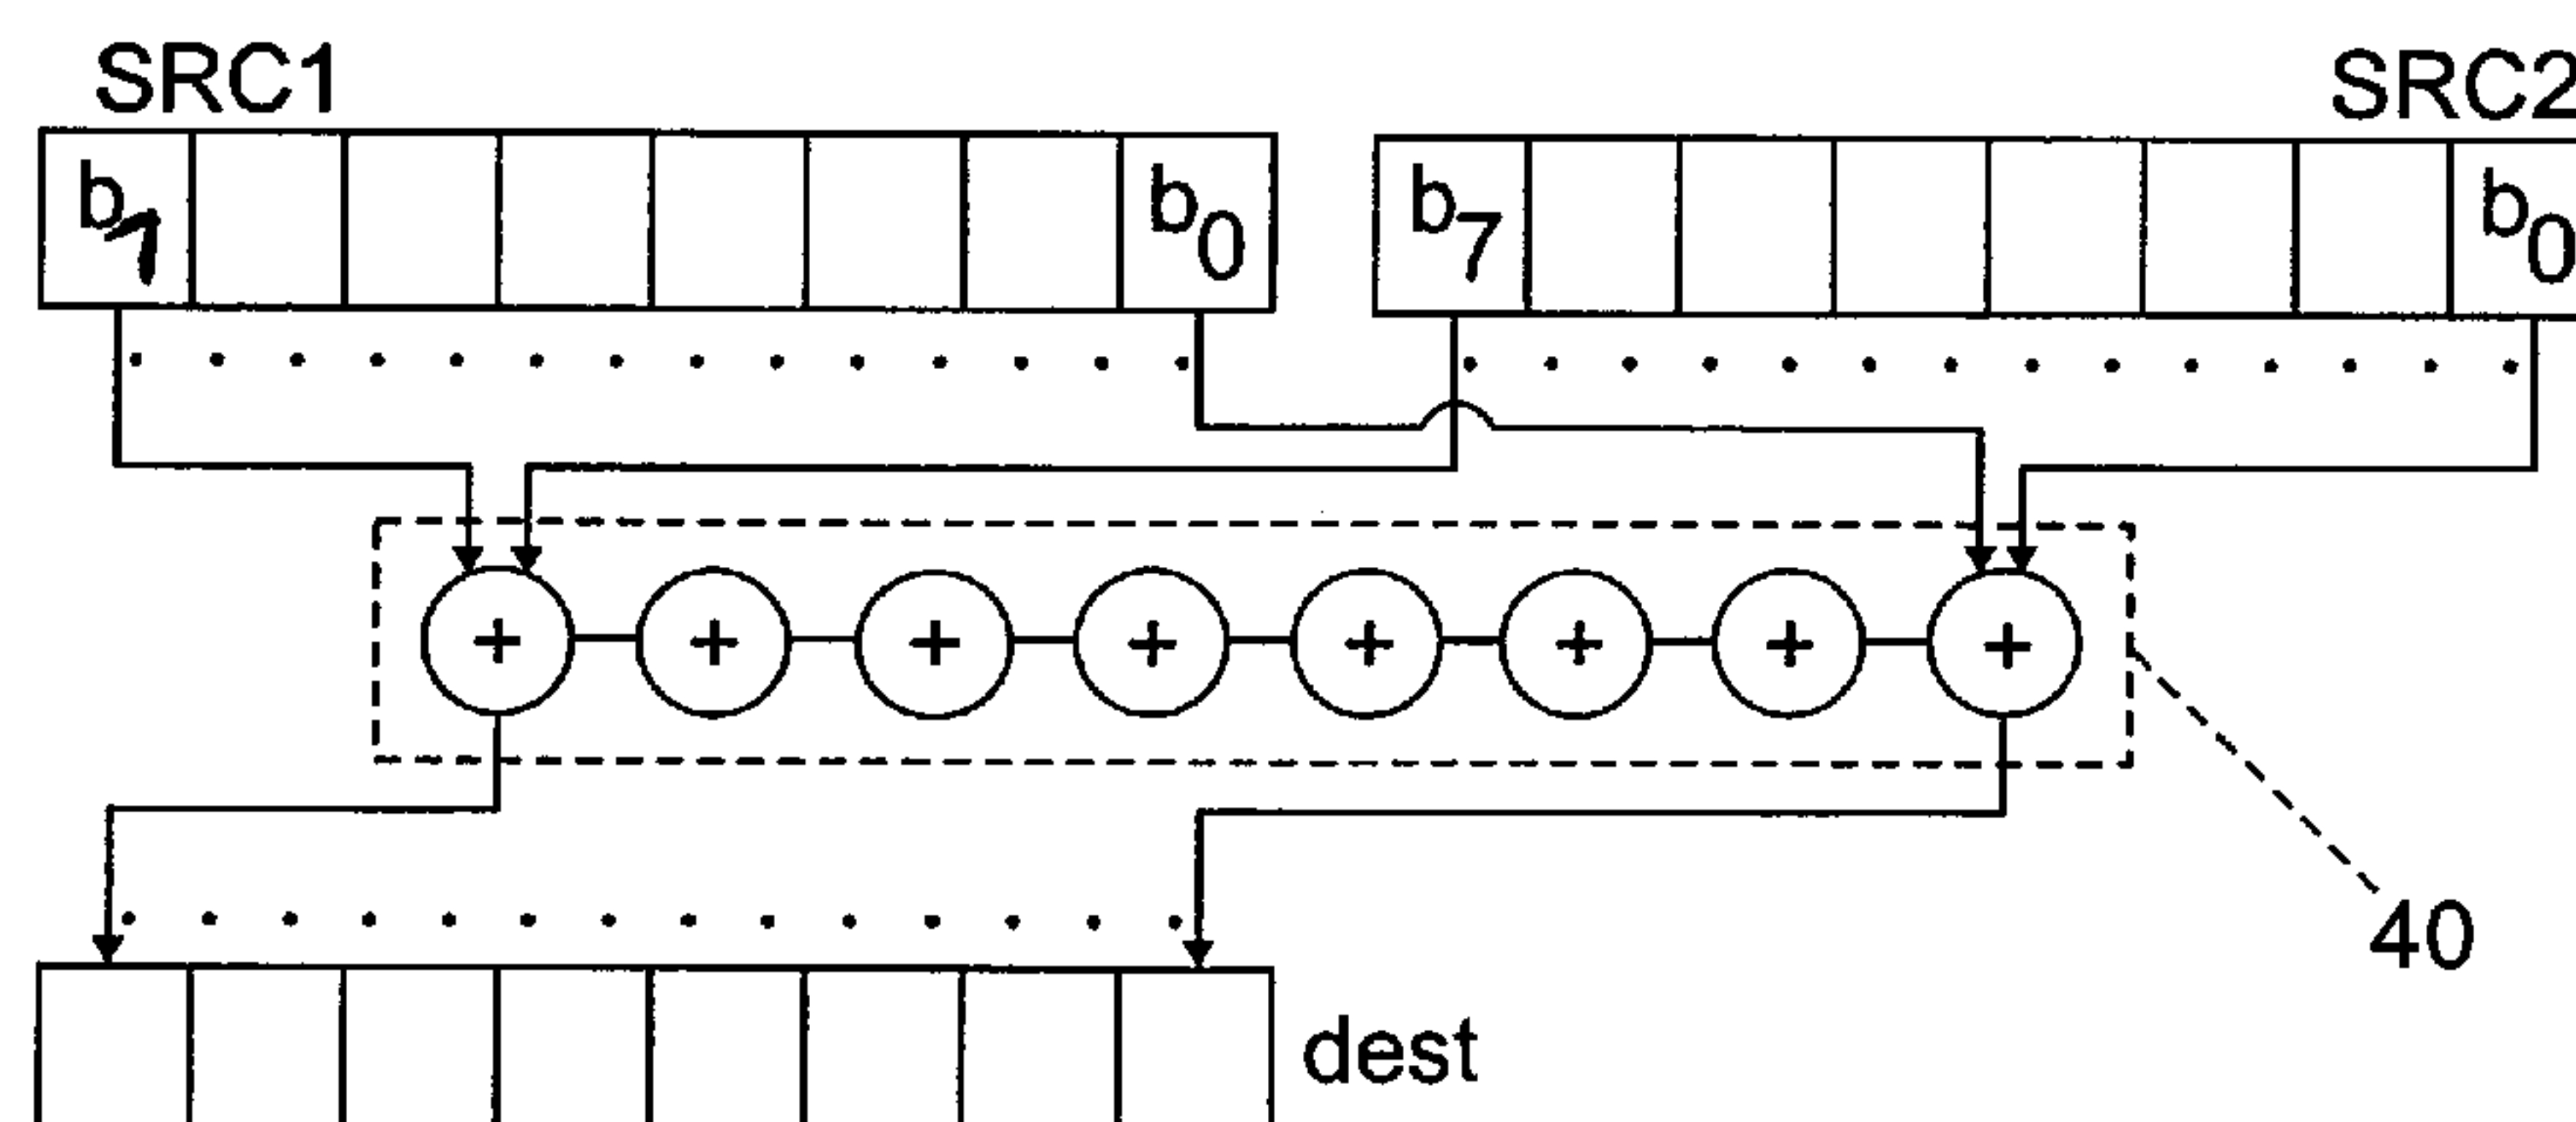 SRC1 SRC2
b1 b0 b7 b0
+ + + + + + + +
40
dest